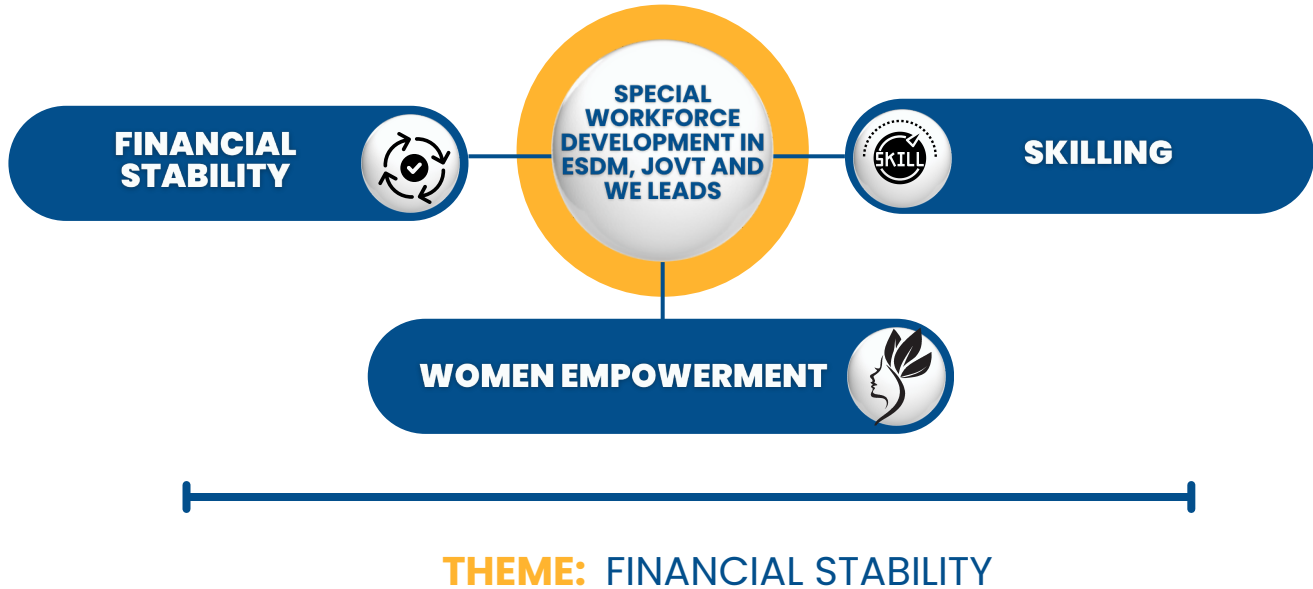 SPECIAL
WORKFORCE
DEVELOPMENT IN
ESDM, JOVT AND
WE LEADS
FINANCIAL
STABILITY
SKILL
SKILLING
WOMEN EMPOWERMENT
THEME: FINANCIAL STABILITY